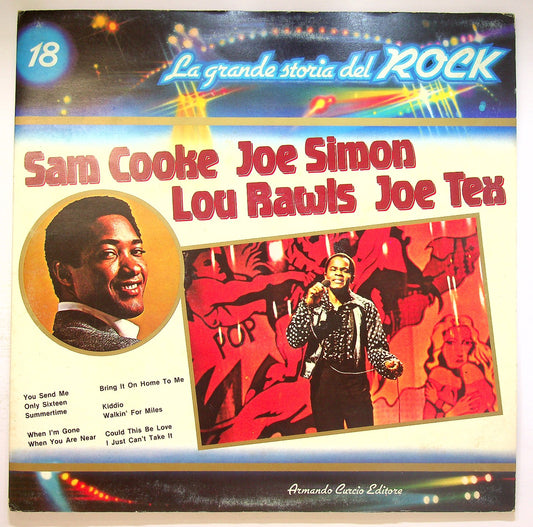 18
La grande storia del ROCK
Sam Cooke Joe Simon
Lou Rawls Joe Tex
POP
You Send Me
Only Sixteen
Summertime
Bring It On Home To Me
Kiddio
Walkin' For Miles
When I'm Gone
When You Are Near
Could This Be Love
I Just Can't Take It
Armando Curcio Editore